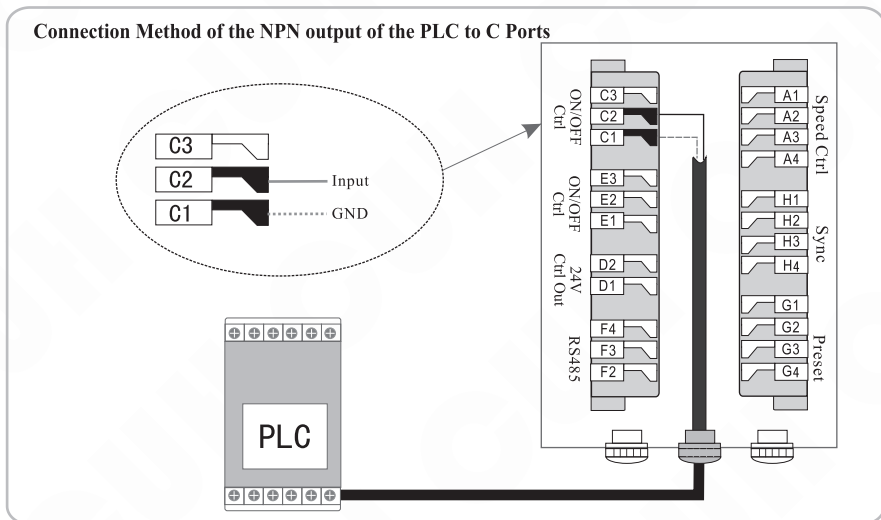 Connection Method of the NPN output of the PLC to C Ports
C3
C2
C1
Input
GND
PLC
ON/OFF
Ctrl
C3
C2
C1
ON/OFF
Ctrl
E3
E2
E1
24V
Ctrl Out
D2
D1
RS485
F4
F3
F2
A1
A2
A3
A4
Speed Ctrl
H1
H2
H3
H4
Sync
G1
G2
G3
G4
Preset